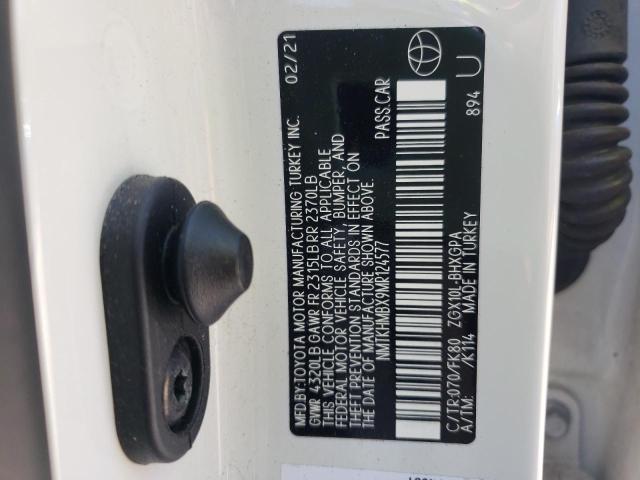 MFD.BY:TOYOTA MOTOR MANUFACTURING TURKEY INC. 02/21
GVWR 4320LB GAWR FR 2315LB RR 2370LB
THIS VEHICLE CONFORMS TO ALL APPLICABLE
FEDERAL MOTOR VEHICLE SAFETY, BUMPER, AND
THEFT PREVENTION STANDARDS IN EFFECT ON
THE DATE OF MANUFACTURE SHOWN ABOVE.
NMTKHMBX9MR124577 PASS.CAR
C/TR:070/FK80 ZGX10L-BHXGPA 894 U
A/TM: /K114 MADE IN TURKEY